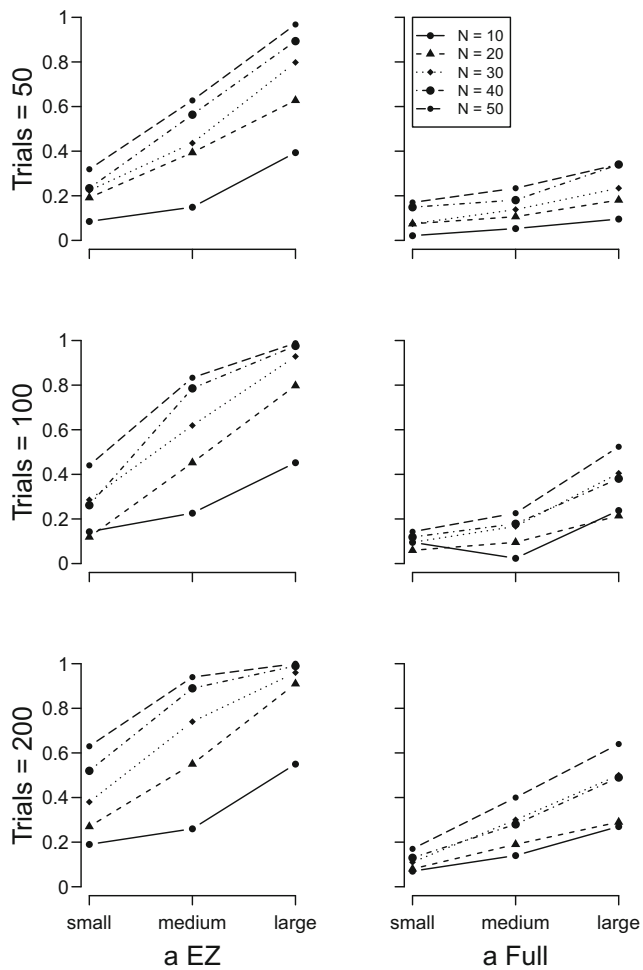 Trials = 50
1
0.8
0.6
0.4
0.2
0
N = 10
N = 20
N = 30
N = 40
N = 50
Trials = 100
1
0.8
0.6
0.4
0.2
0
Trials = 200
1
0.8
0.6
0.4
0.2
0
small medium large
small medium large
a EZ
a Full